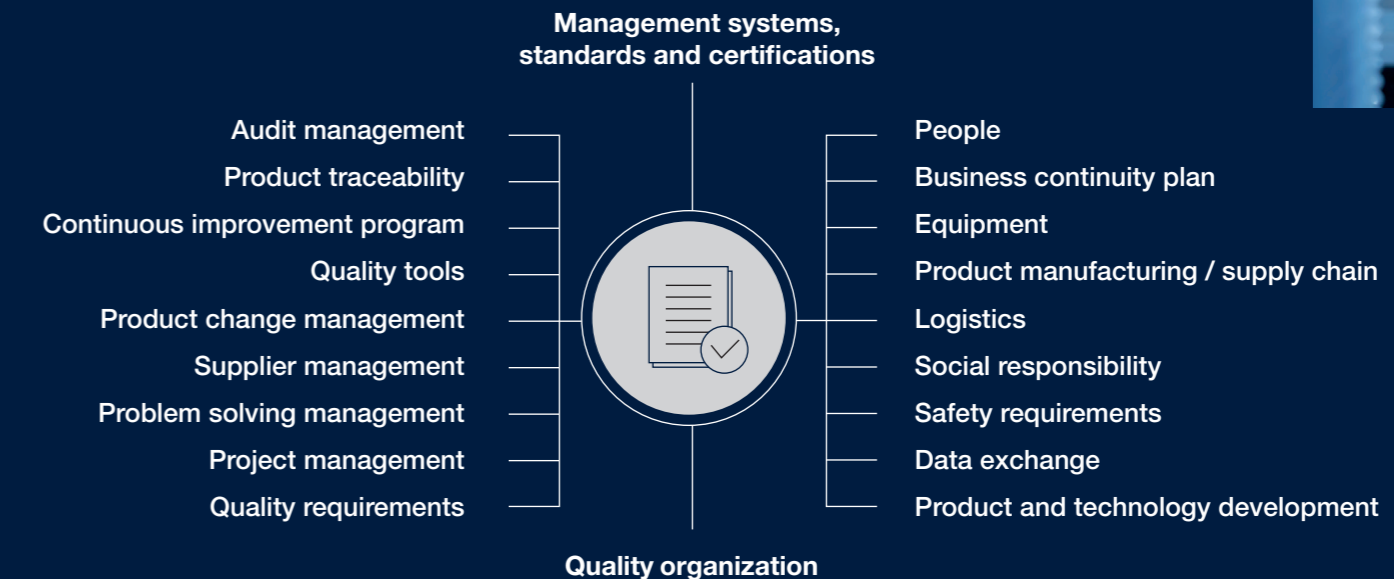 Management systems,
standards and certifications
Audit management
Product traceability
Continuous improvement program
Quality tools
Product change management
Supplier management
Problem solving management
Project management
Quality requirements
People
Business continuity plan
Equipment
Product manufacturing / supply chain
Logistics
Social responsibility
Safety requirements
Data exchange
Product and technology development
Quality organization